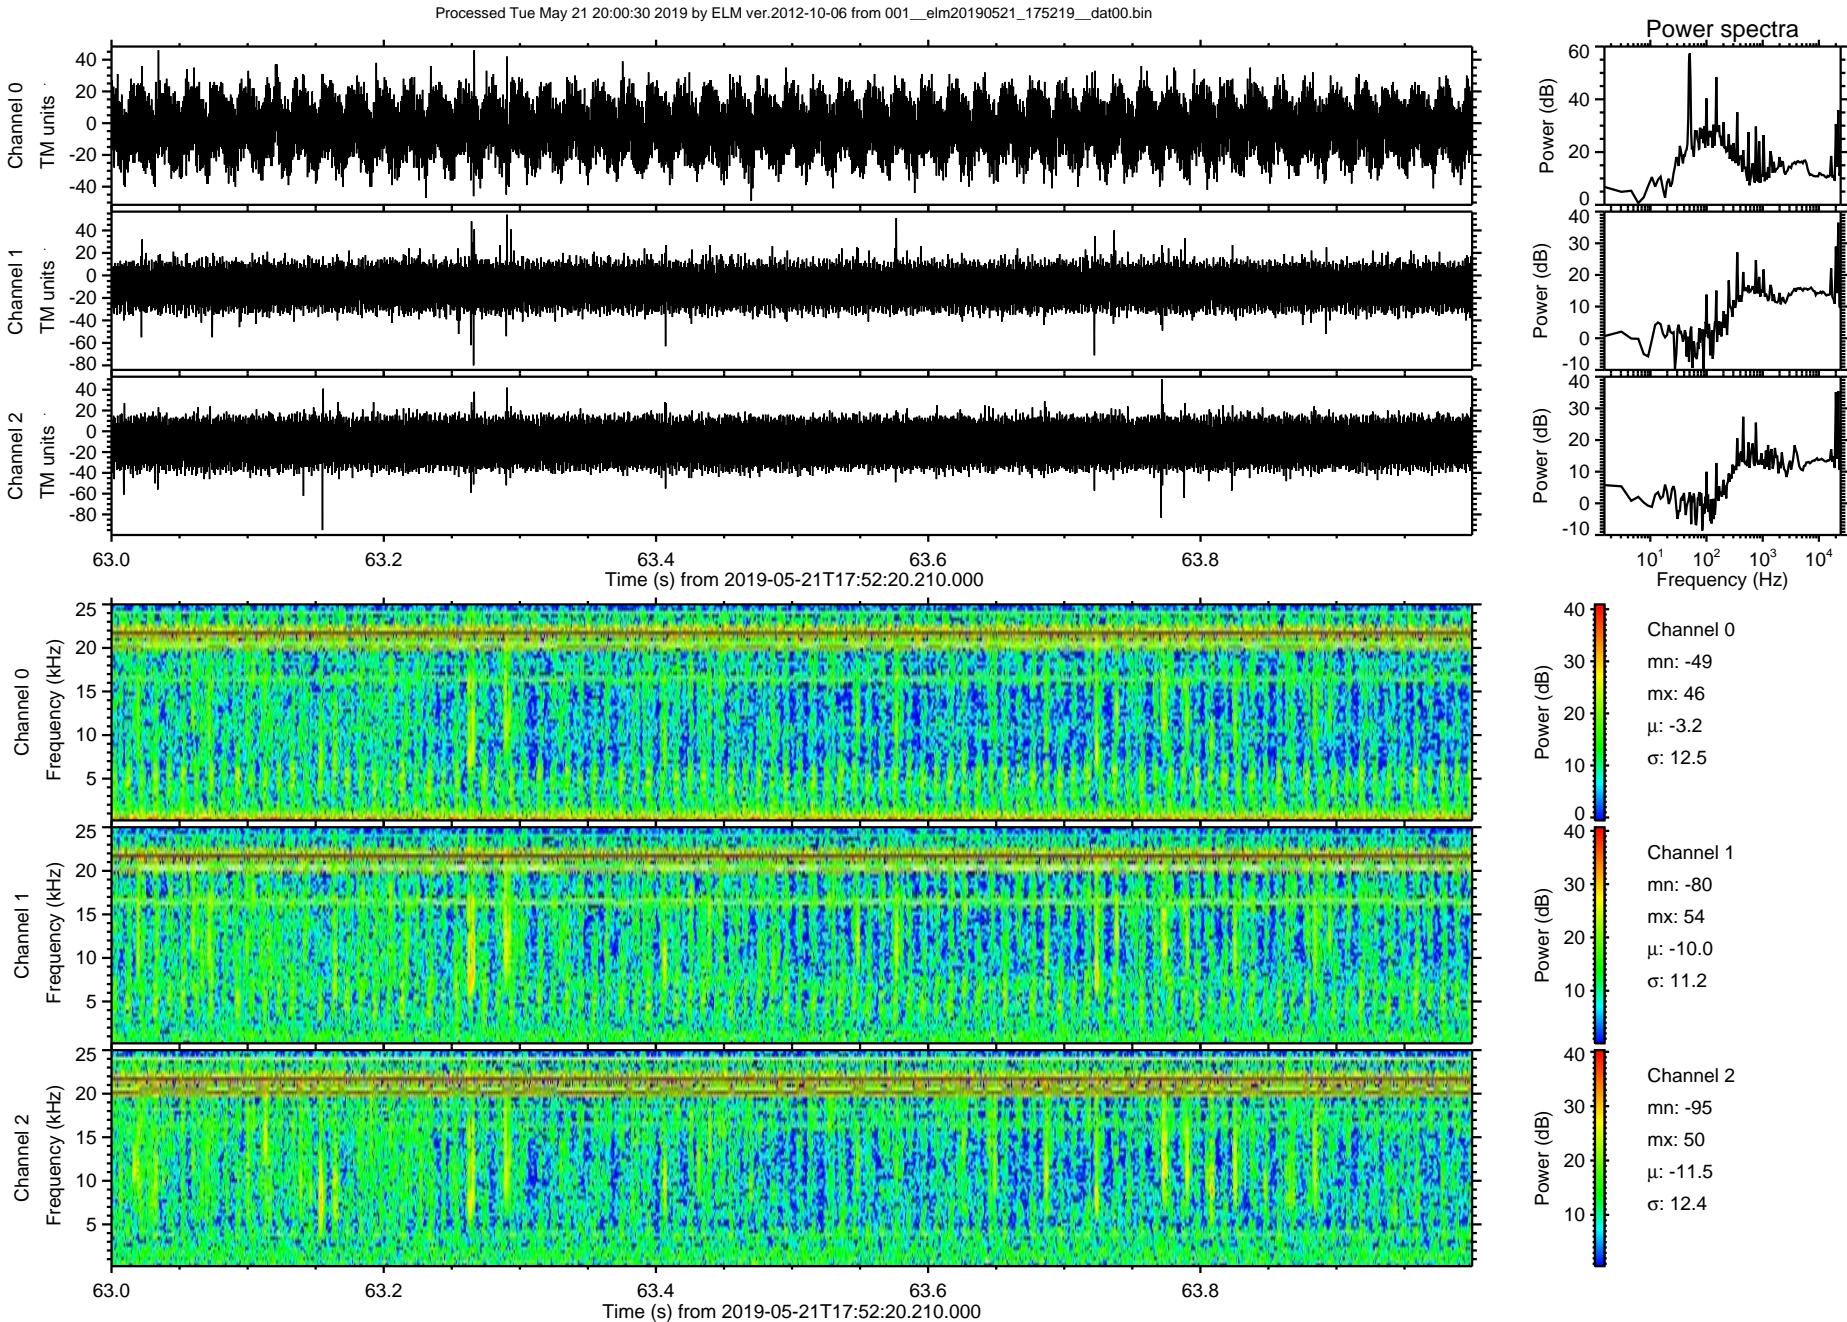 Processed Tue May 21 20:00:30 2019 by ELM ver.2012-10-06 from 001__elm20190521_175219__dat00.bin
Power spectra
Channel 0
TM units
40
20
0
-20
-40
Power (dB)
60
40
20
0
Channel 1
TM units
40
20
0
-20
-40
-60
-80
Power (dB)
40
30
20
10
0
-10
Channel 2
TM units
40
20
0
-20
-40
-60
-80
Power (dB)
40
30
20
10
0
-10
63.0 63.2 63.4 63.6 63.8
Time (s) from 2019-05-21T17:52:20.210.000
10¹ 10² 10³ 10⁴
Frequency (Hz)
Channel 0
Frequency (kHz)
25
20
15
10
5
Power (dB)
40
30
20
10
0
Channel 0
mn: -49
mx: 46
μ: -3.2
σ: 12.5
Channel 1
Frequency (kHz)
25
20
15
10
5
Power (dB)
40
30
20
10
Channel 1
mn: -80
mx: 54
μ: -10.0
σ: 11.2
Channel 2
Frequency (kHz)
25
20
15
10
5
Power (dB)
40
30
20
10
Channel 2
mn: -95
mx: 50
μ: -11.5
σ: 12.4
63.0 63.2 63.4 63.6 63.8
Time (s) from 2019-05-21T17:52:20.210.000